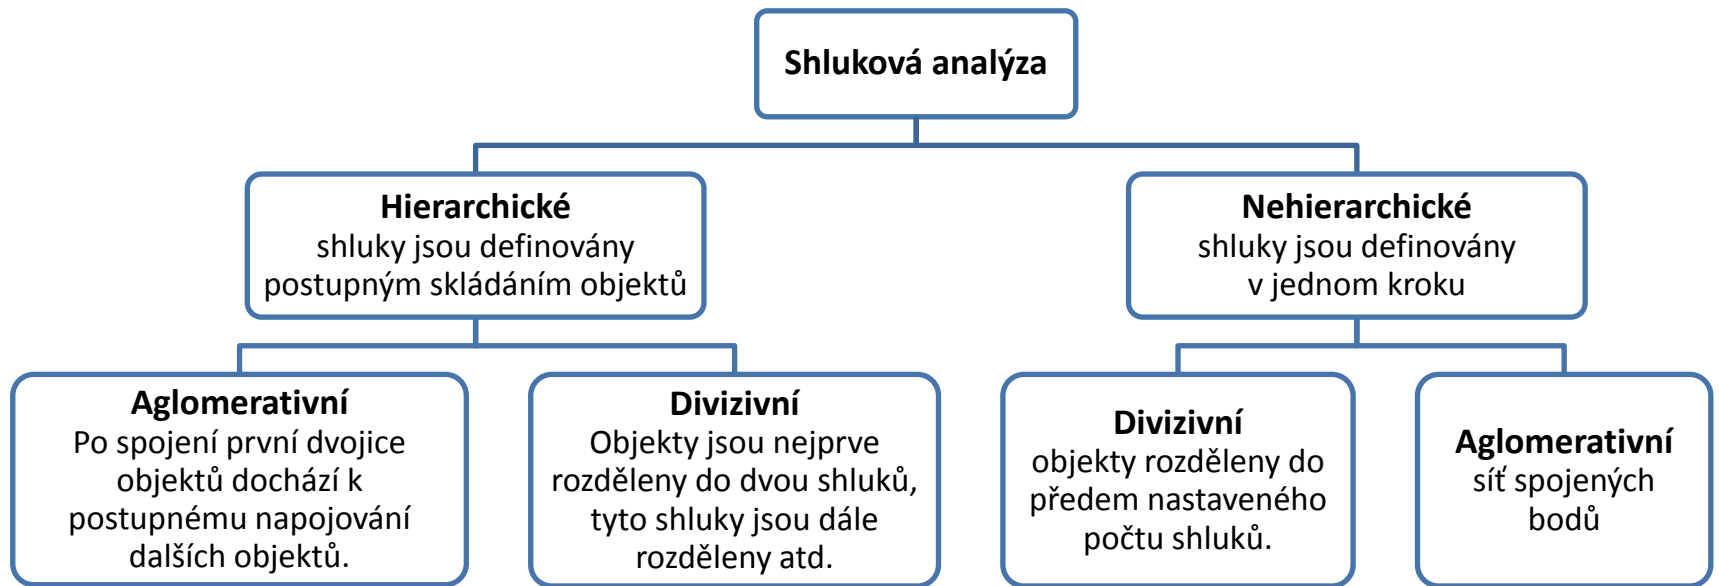 Shluková analýza
Hierarchické
shluky jsou definovány
postupným skládáním objektů
Nehierarchické
shluky jsou definovány
v jednom kroku
Aglomerativní
Po spojení první dvojice
objektů dochází k
postupnému napojování
dalších objektů.
Divizivní
Objekty jsou nejprve
rozděleny do dvou shluků,
tyto shluky jsou dále
rozděleny atd.
Divizivní
objekty rozděleny do
předem nastaveného
počtu shluků.
Aglomerativní
síť spojených
bodů